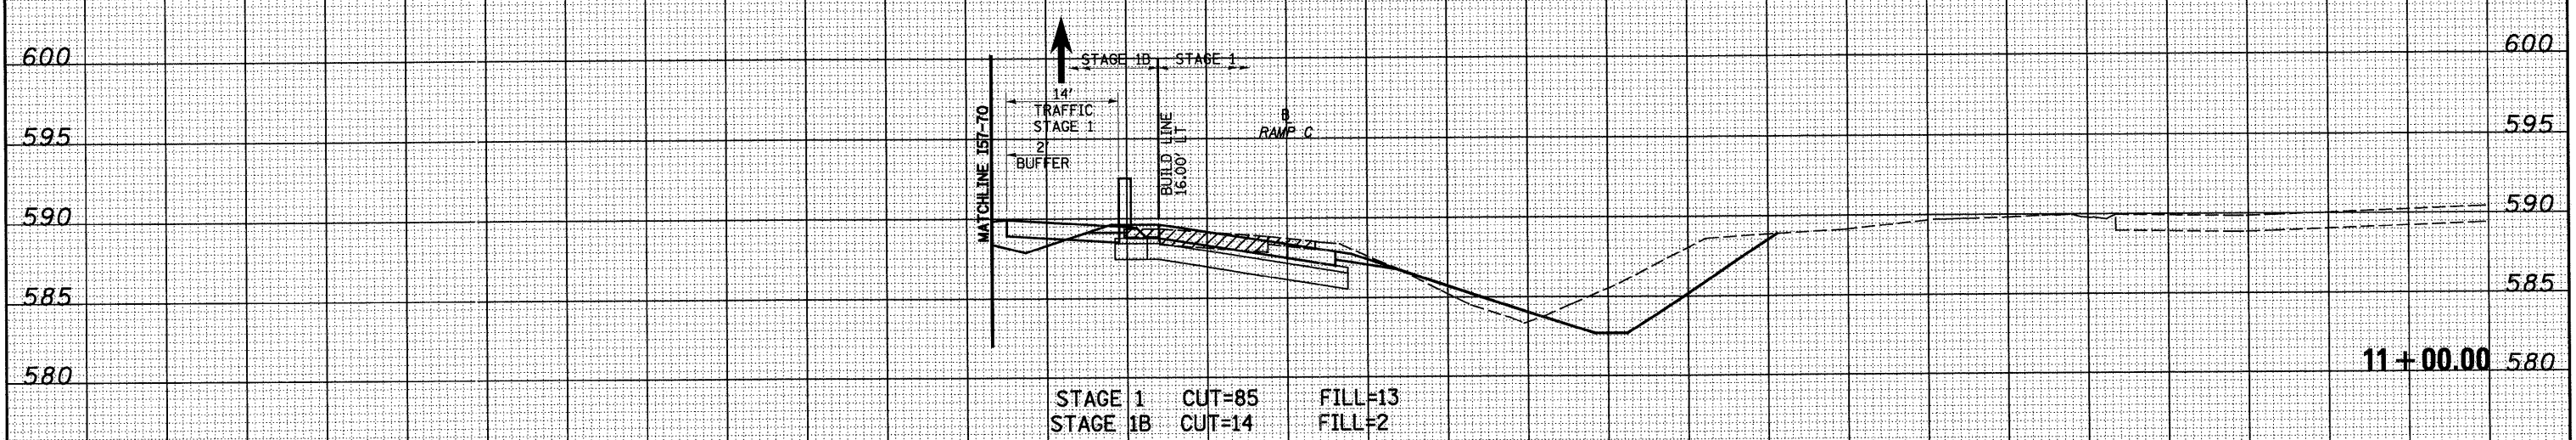 600
600
STAGE 1B
STAGE 1
14'
TRAFFIC
STAGE 1
2'
BUFFER
MATCHLINE I57-70
BUILD LINE
16.00' LT
B
RAMP C
595
595
590
590
585
585
580
11 + 00.00
580
STAGE 1 CUT=85 FILL=13
STAGE 1B CUT=14 FILL=2